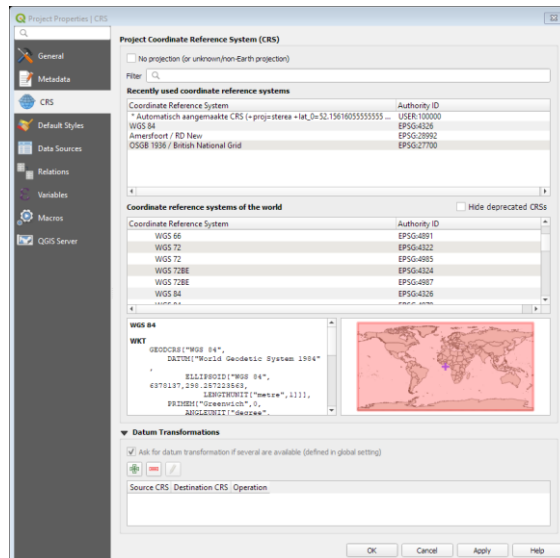 Project Properties | CRS
General
Metadata
CRS
Default Styles
Data Sources
Relations
Variables
Macros
QGIS Server
Project Coordinate Reference System (CRS)
No projection (or unknown/non-Earth projection)
Filter
Recently used coordinate reference systems
Coordinate Reference System Authority ID
* Automatisch aangemaakte CRS (+proj=sterea +lat_0=52.15616055555555 ... USER:100000
WGS 84 EPSG:4326
Amersfoort / RD New EPSG:28992
OSGB 1936 / British National Grid EPSG:27700
Coordinate reference systems of the world Hide deprecated CRSs
Coordinate Reference System Authority ID
WGS 66 EPSG:4891
WGS 72 EPSG:4322
WGS 72 EPSG:4985
WGS 72BE EPSG:4324
WGS 72BE EPSG:4987
WGS 84 EPSG:4326
WGS 84
WKT
GEODCRS["WGS 84",
DATUM["World Geodetic System 1984"
,
ELLIPSOID["WGS 84",
6378137,298.257223563,
LENGTHUNIT["metre",1]]],
PRIMEM["Greenwich",0,
ANGLEUNIT["degree",
Datum Transformations
Ask for datum transformation if several are available (defined in global setting)
Source CRS Destination CRS Operation
OK Cancel Apply Help